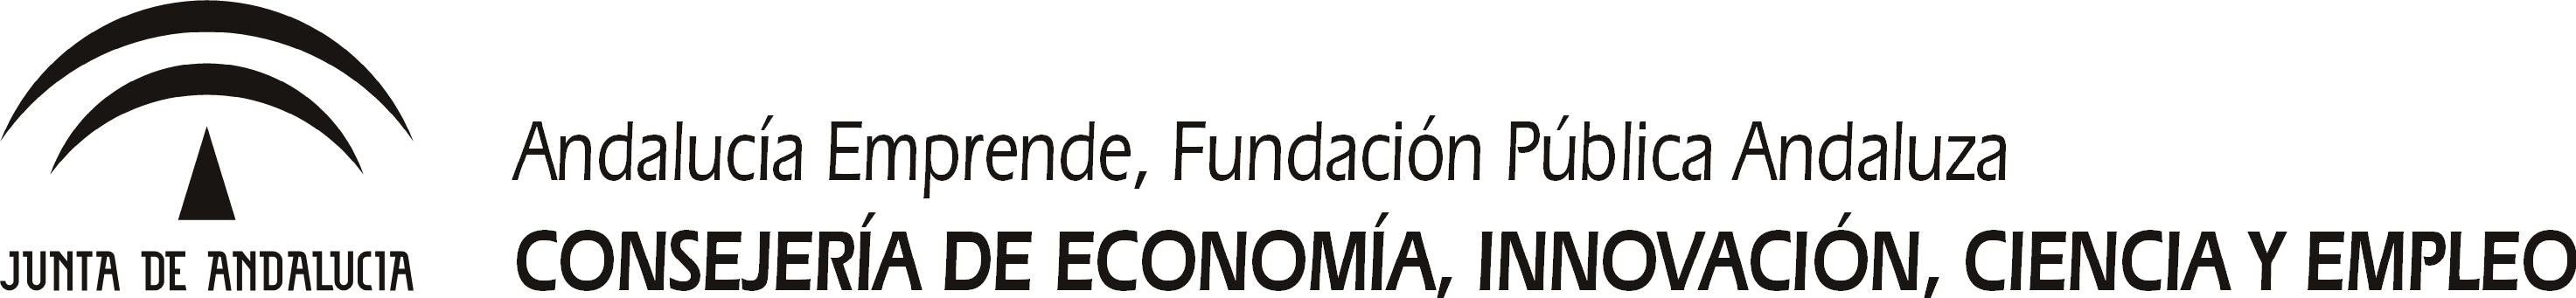 JUNTA DE ANDALUCIA
Andalucía Emprende, Fundación Pública Andaluza
CONSEJERÍA DE ECONOMÍA, INNOVACIÓN, CIENCIA Y EMPLEO